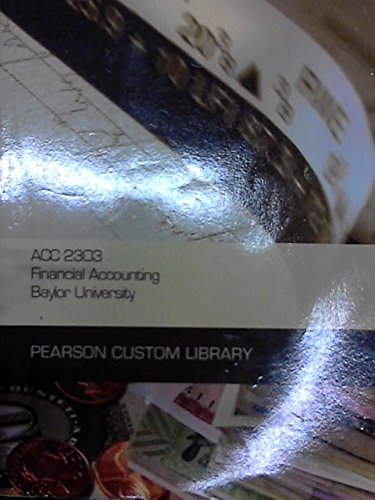 ACC 2303
Financial Accounting
Baylor University
PEARSON CUSTOM LIBRARY